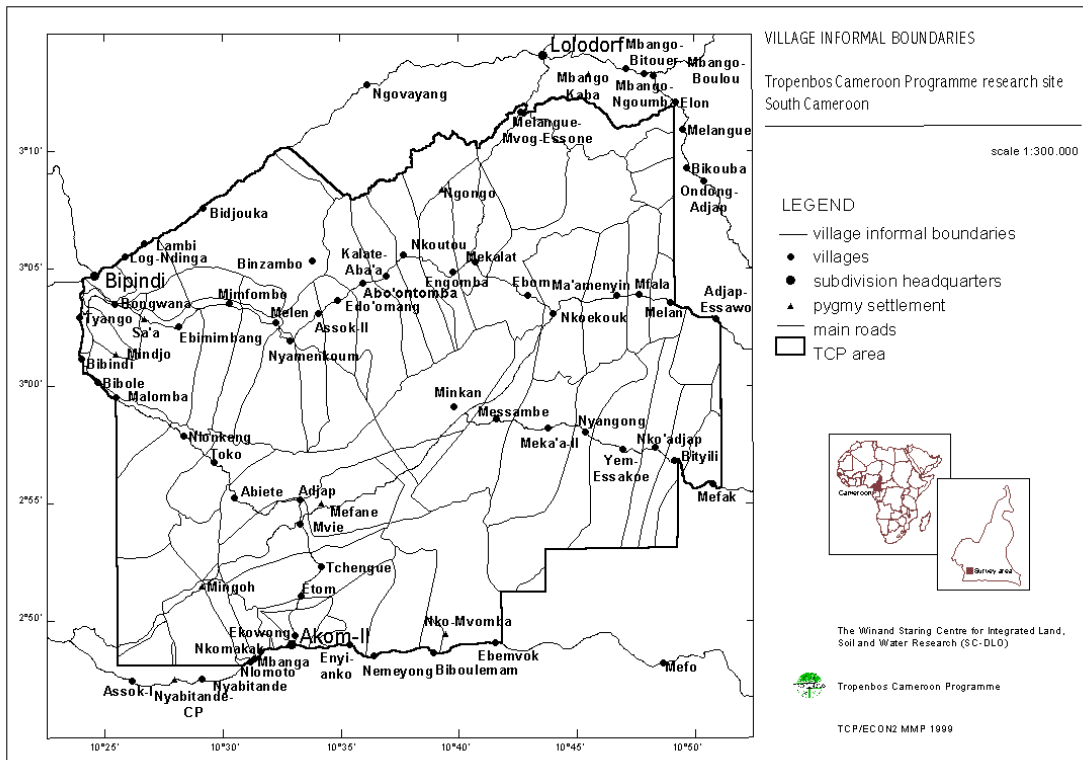 VILLAGE INFORMAL BOUNDARIES
Tropenbos Cameroon Programme research site
South Cameroon
scale 1:300.000
LEGEND
village informal boundaries
villages
subdivision headquarters
pygmy settlement
main roads
TCP area
Cameroon
Survey area
The Winand Staring Centre for Integrated Land,
Soil and Water Research (SC-DLO)
Tropenbos Cameroon Programme
TCP/ECON2 MMP 1999
Lolodorf
Mbango-
Bitouer
Mbango-
Boulou
Mbango
Kaba
Mbango-
Ngoumba
Elon
Ngovayang
Melangue-
Mvog-Essone
Melangue
3°10'
Bikouba
Ondong-
Adjap
Ngongo
Bidjouka
Lambi
Log-Ndinga
Nkoutou
Kalate-
Aba'a
Mekalat
3°05'
Binzambo
Bipindi
Engomba
Ebom
Ma'amenyin
Mfala
Abo'ontomba
Bongwana
Mimfombo
Edo'omang
Melen
Melan
Adjap-
Essawo
Tyango
Sa'a
Assok-II
Nkoekouk
Ebimimbang
Mindjo
Nyamenkoum
Bibindi
3°00'
Bibole
Malomba
Minkan
Messambe
Nyangong
Meka'a-II
Nko'adjap
Nlonkeng
Toko
Yem-
Essakoe
Bityili
2°55'
Abiete
Adjap
Mefane
Mefak
Mvie
Tchengue
Mingoh
Etom
2°50'
Nko-Mvomba
Ekowong
Akom-II
Nkomakak
Mbanga
Enyi-
anko
Ebemvok
Nlomoto
Nemeyong
Biboulemam
Mefo
Assok-I
Nyabitande
Nyabitande-
CP
10°25'
10°30'
10°35'
10°40'
10°45'
10°50'